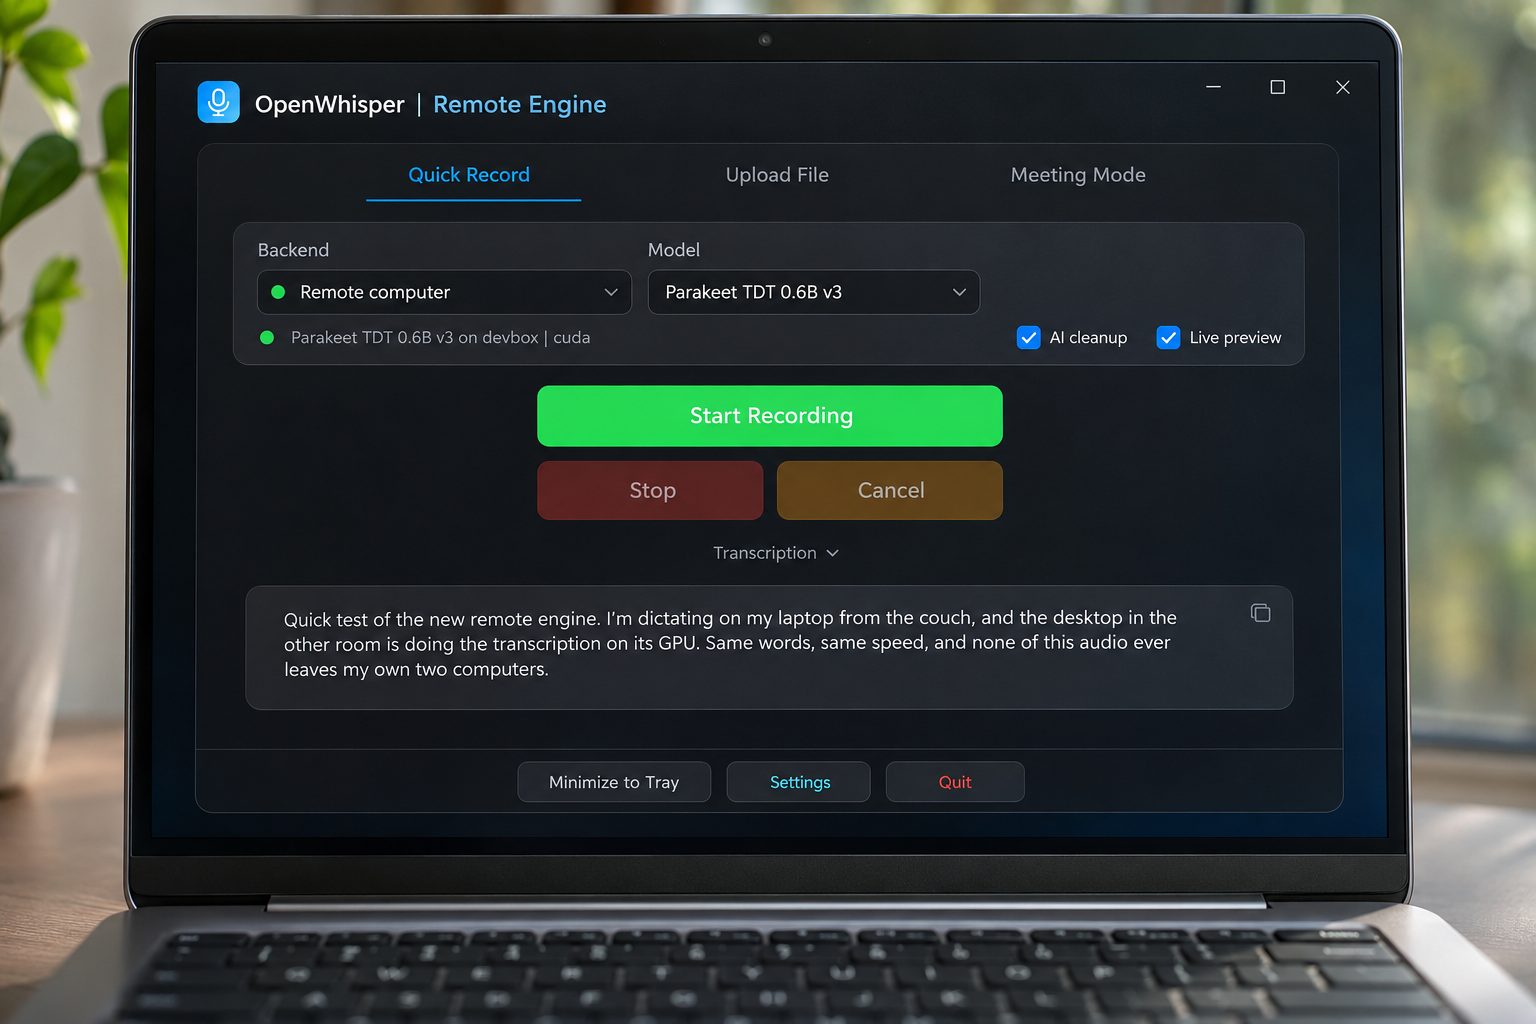 OpenWhisper | Remote Engine
Quick Record
Upload File
Meeting Mode
Backend
Model
Remote computer
Parakeet TDT 0.6B v3
Parakeet TDT 0.6B v3 on devbox | cuda
AI cleanup
Live preview
Start Recording
Stop
Cancel
Transcription
Quick test of the new remote engine. I'm dictating on my laptop from the couch, and the desktop in the
other room is doing the transcription on its GPU. Same words, same speed, and none of this audio ever
leaves my own two computers.
Minimize to Tray
Settings
Quit